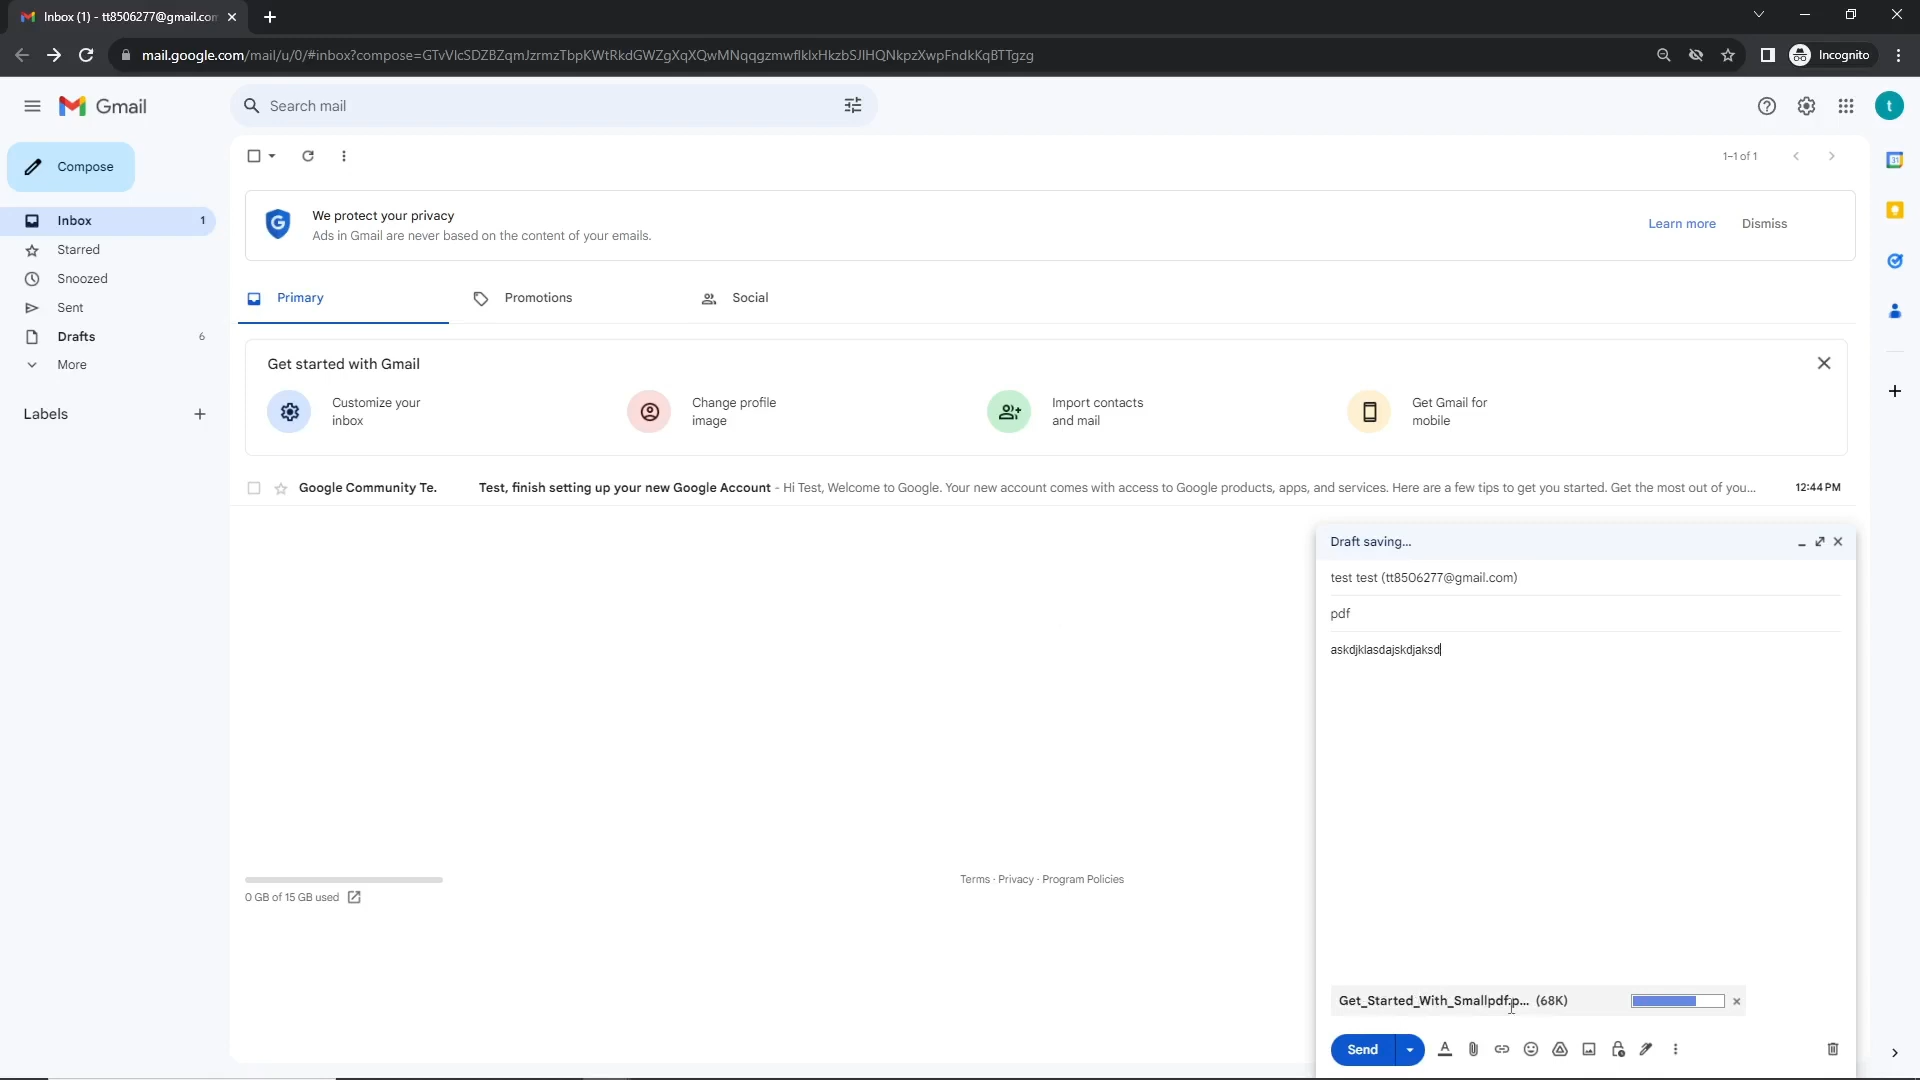 Inbox (1) - tt8506277@gmail.com
mail.google.com/mail/u/0/#inbox?compose=GTvVlcSDZBZqmJzrmzTbpKWtRkdGWZgXqXQwMNqqgzmwflklxHkzbSJlHQNkpzXwpFndkKqBTTgzg
Incognito
Gmail
Search mail
t
Compose
1–1 of 1
31
Inbox 1
Starred
Snoozed
Sent
Drafts 6
More
Labels
G
We protect your privacy
Ads in Gmail are never based on the content of your emails.
Learn more Dismiss
Primary Promotions Social
Get started with Gmail
Customize your
inbox
Change profile
image
Import contacts
and mail
Get Gmail for
mobile
Google Community Te. Test, finish setting up your new Google Account - Hi Test, Welcome to Google. Your new account comes with access to Google products, apps, and services. Here are a few tips to get you started. Get the most out of you... 12:44 PM
Draft saving...
test test (tt8506277@gmail.com)
pdf
askdjklasdajskdjaksd
0 GB of 15 GB used
Terms · Privacy · Program Policies
Get_Started_With_Smallpdf.p... (68K)
Send